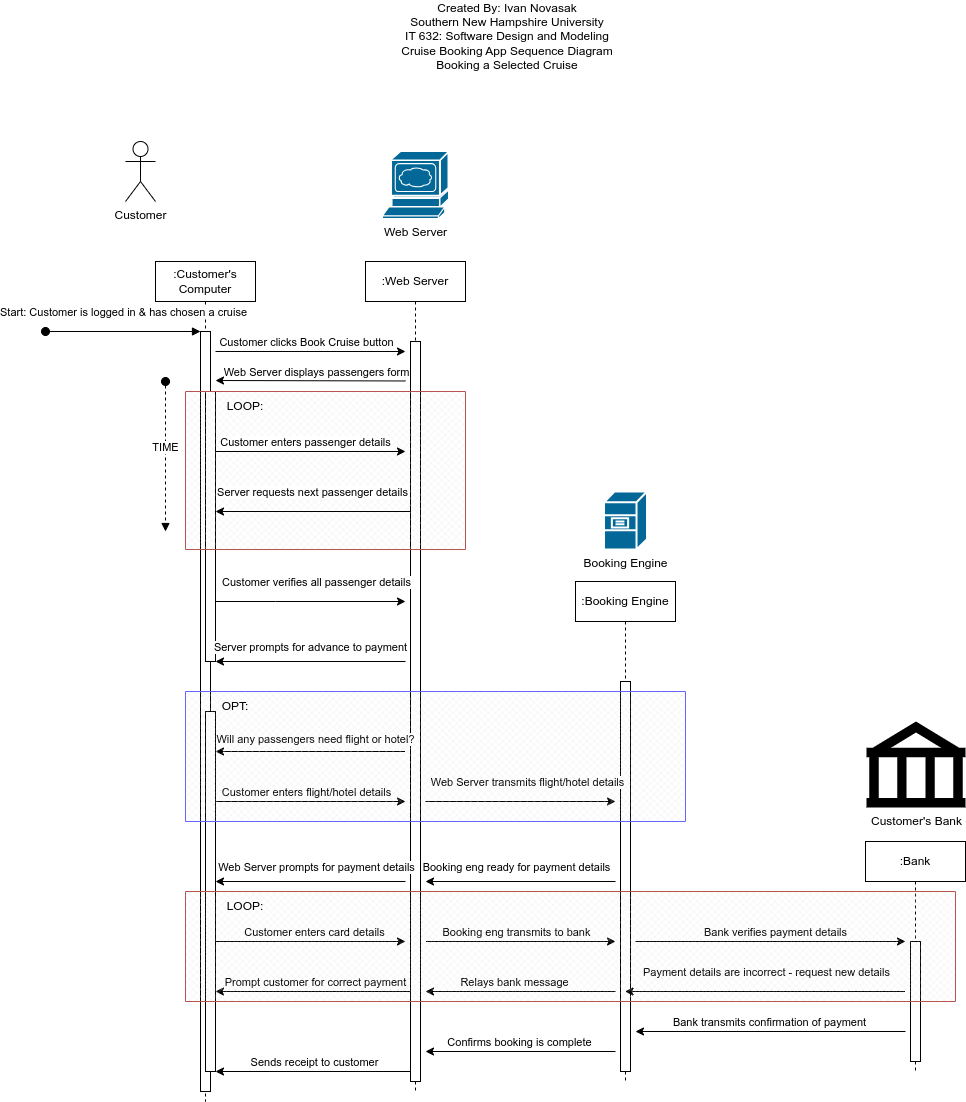 Created By: Ivan Novasak
Southern New Hampshire University
IT 632: Software Design and Modeling
Cruise Booking App Sequence Diagram
Booking a Selected Cruise
Customer
Web Server
:Customer's
Computer
:Web Server
Start: Customer is logged in & has chosen a cruise
Customer clicks Book Cruise button
Web Server displays passengers form
LOOP:
Customer enters passenger details
TIME
Server requests next passenger details
Booking Engine
Customer verifies all passenger details
:Booking Engine
Server prompts for advance to payment
OPT:
Will any passengers need flight or hotel?
Web Server transmits flight/hotel details
Customer enters flight/hotel details
Customer's Bank
:Bank
Web Server prompts for payment details
Booking eng ready for payment details
LOOP:
Customer enters card details
Booking eng transmits to bank
Bank verifies payment details
Payment details are incorrect - request new details
Prompt customer for correct payment
Relays bank message
Bank transmits confirmation of payment
Confirms booking is complete
Sends receipt to customer